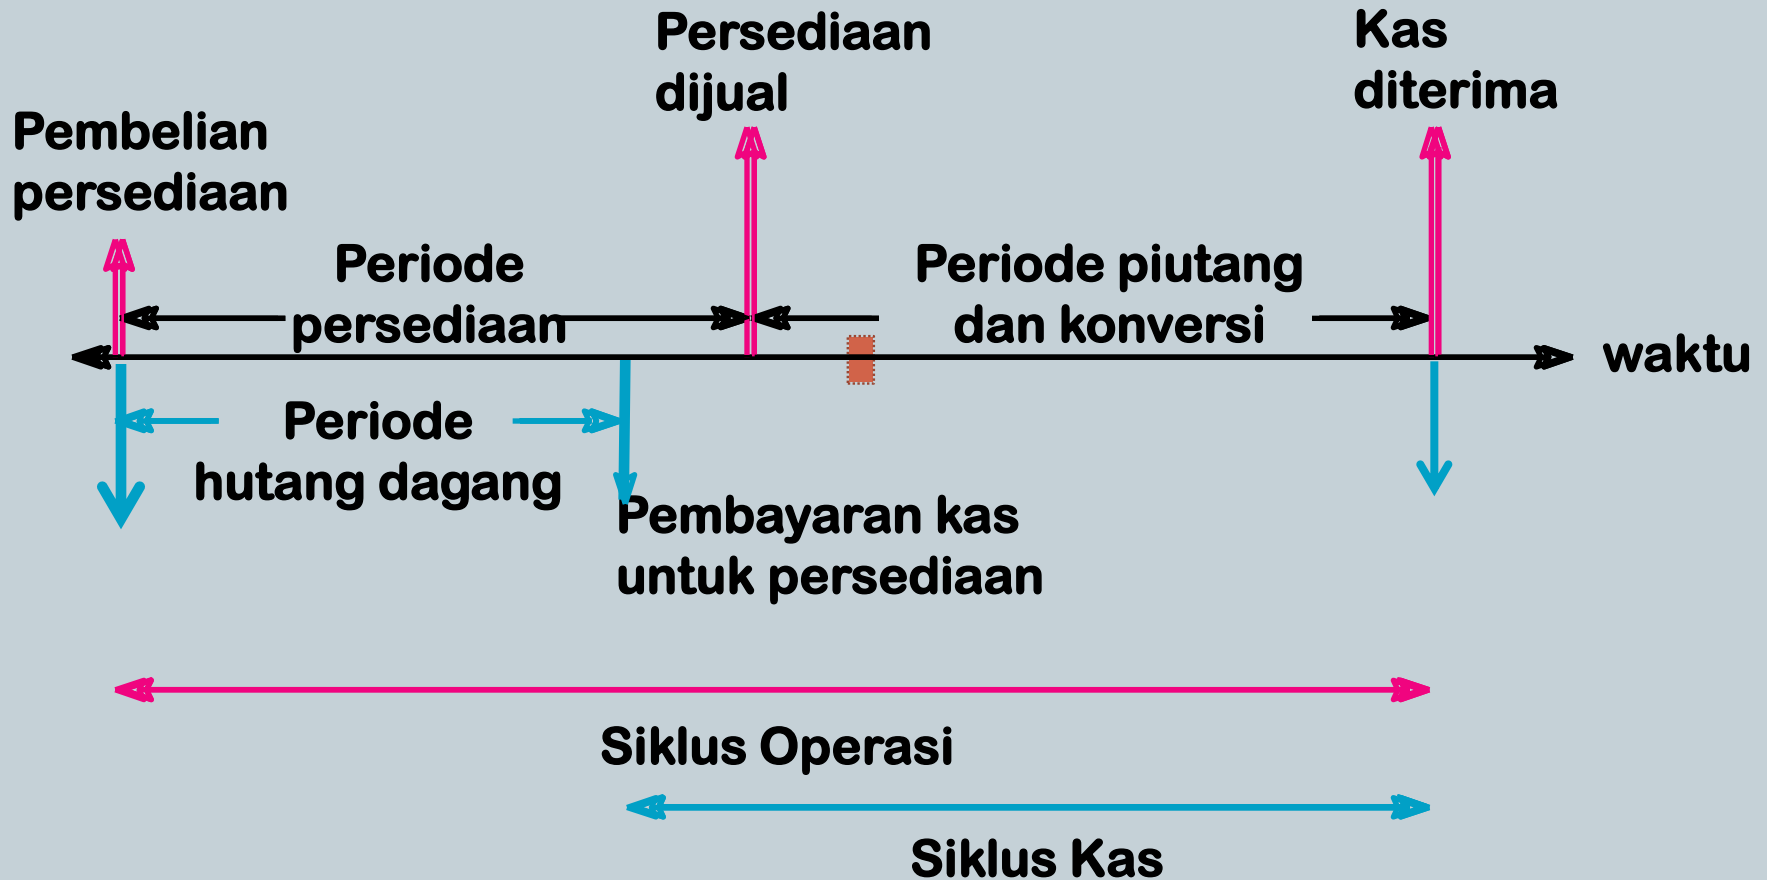 Persediaan
dijual
Kas
diterima
Pembelian
persediaan
Periode
persediaan
Periode piutang
dan konversi
waktu
Periode
hutang dagang
Pembayaran kas
untuk persediaan
Siklus Operasi
Siklus Kas